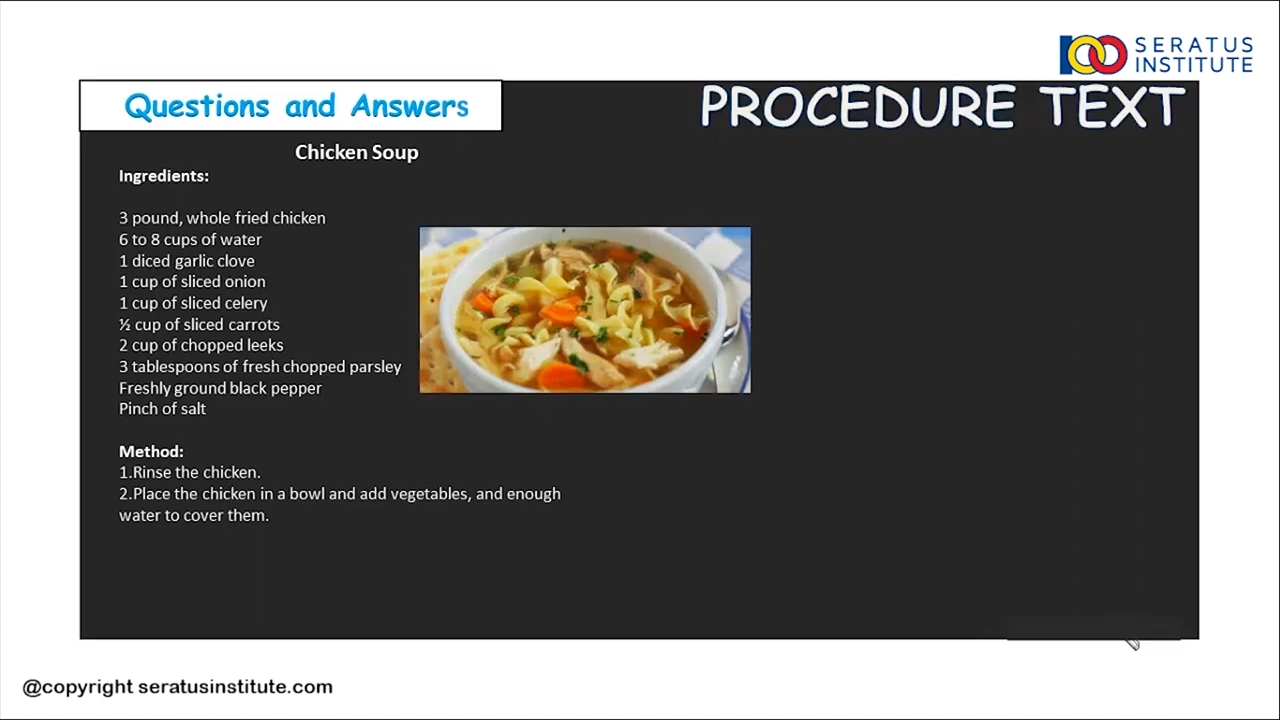 SERATUS
INSTITUTE
Questions and Answers
PROCEDURE TEXT
Chicken Soup
Ingredients:
3 pound, whole fried chicken
6 to 8 cups of water
1 diced garlic clove
1 cup of sliced onion
1 cup of sliced celery
½ cup of sliced carrots
2 cup of chopped leeks
3 tablespoons of fresh chopped parsley
Freshly ground black pepper
Pinch of salt
Method:
1.Rinse the chicken.
2.Place the chicken in a bowl and add vegetables, and enough
water to cover them.
@copyright seratusinstitute.com